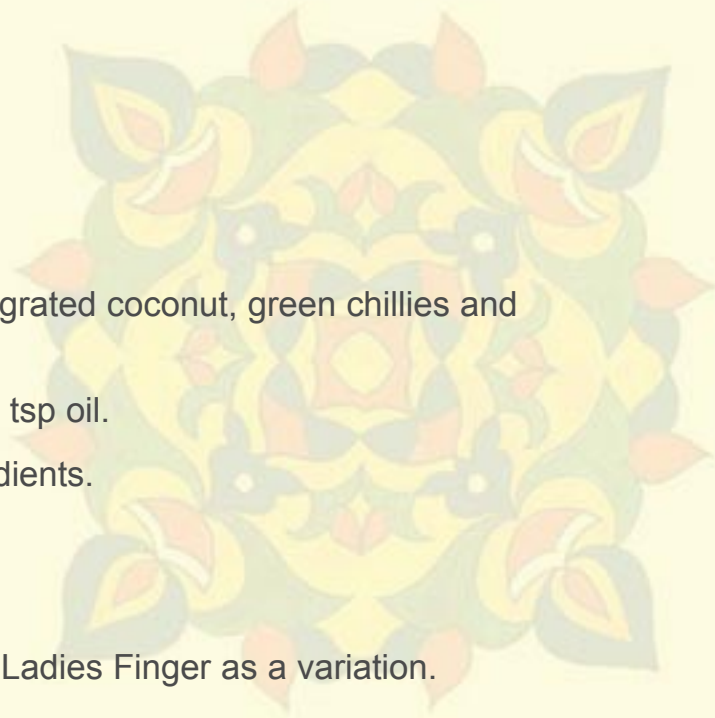 grated coconut, green chillies and
tsp oil.
dients.
Ladies Finger as a variation.